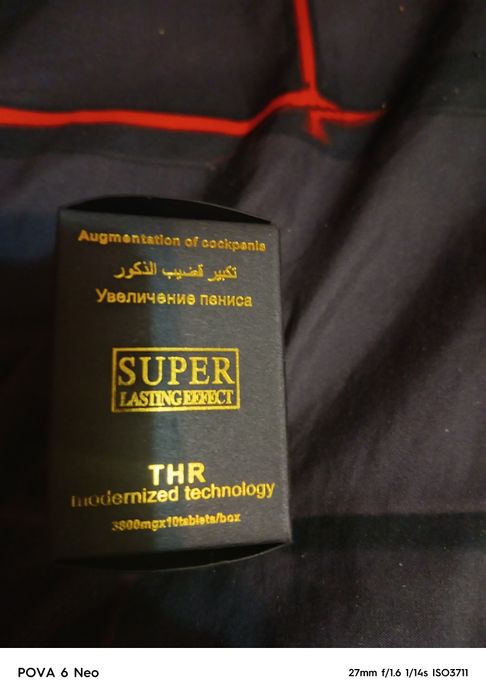 Augmentation of cockpenis
تكبير قضيب الذكور
Увеличение пениса
SUPER
LASTING EFFECT
THR
modernized technology
3800mgx10tablets/box
POVA 6 Neo
27mm f/1.6 1/14s ISO3711